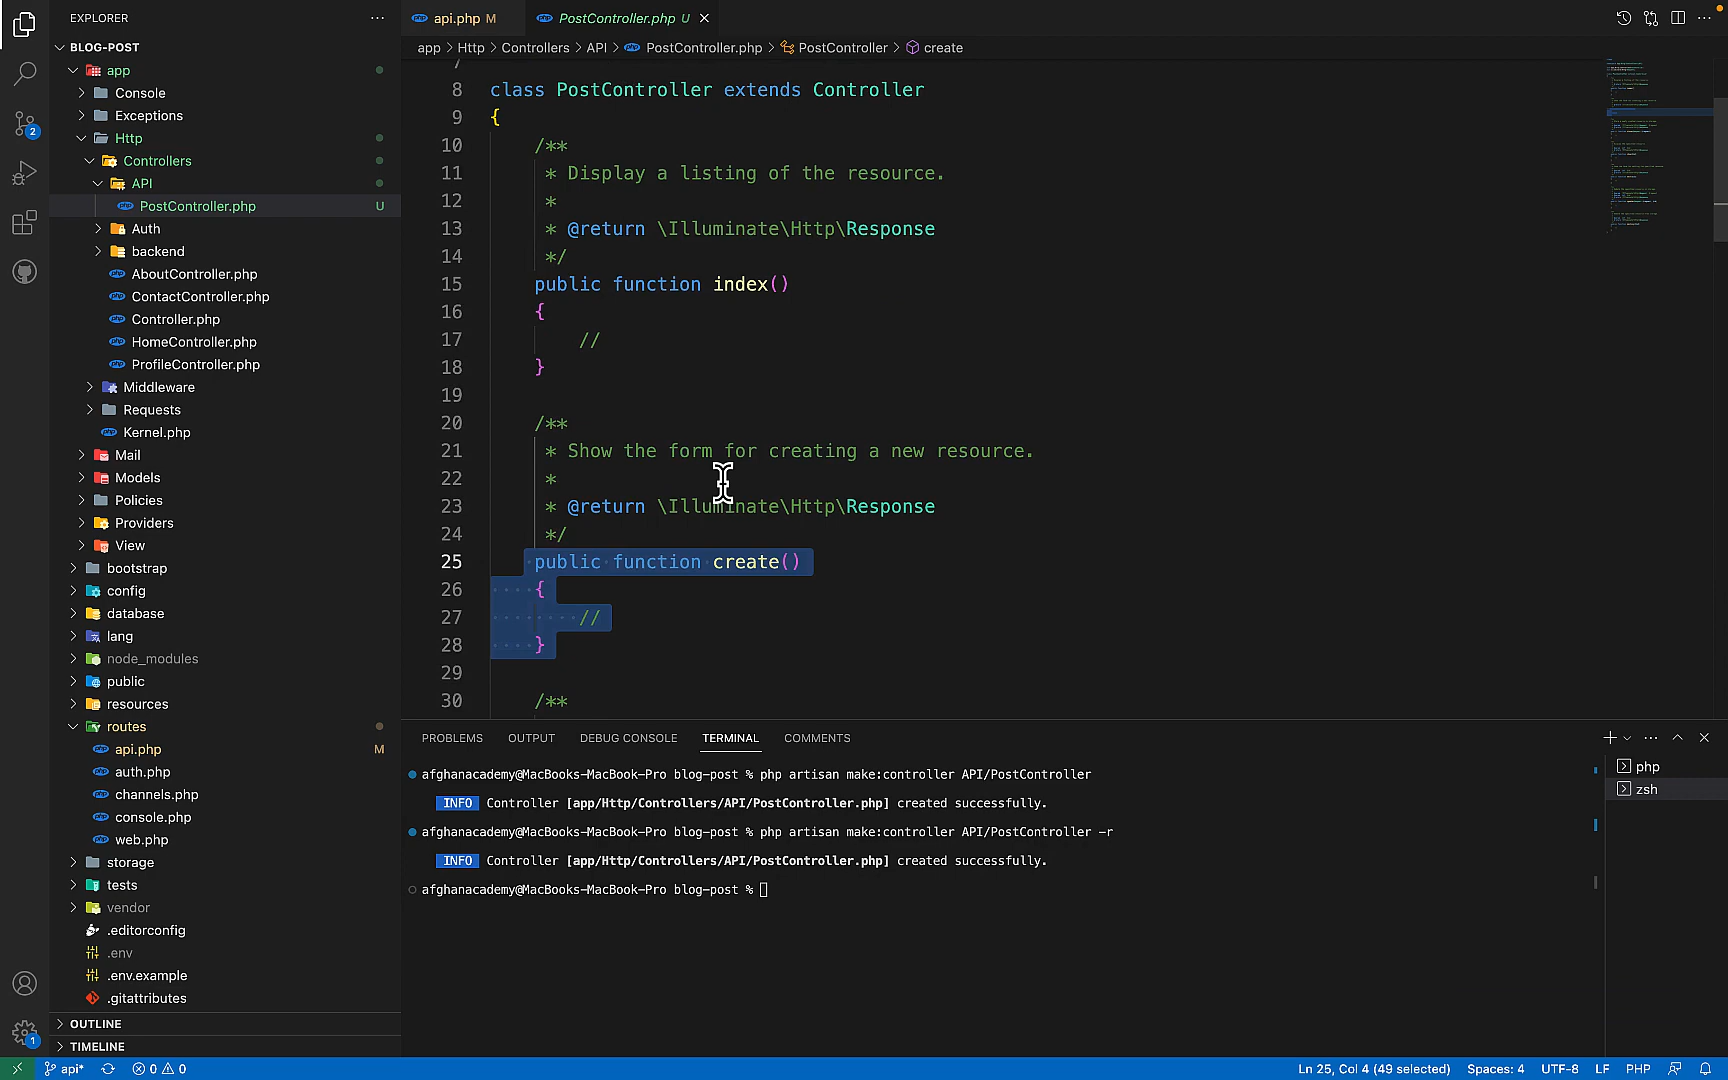 EXPLORER
BLOG-POST
app
Console
Exceptions
Http
Controllers
API
PostController.php U
Auth
backend
AboutController.php
ContactController.php
Controller.php
HomeController.php
ProfileController.php
Middleware
Requests
Kernel.php
Mail
Models
Policies
Providers
View
bootstrap
config
database
lang
node_modules
public
resources
routes
api.php M
auth.php
channels.php
console.php
web.php
storage
tests
vendor
.editorconfig
.env
.env.example
.gitattributes
OUTLINE
TIMELINE
2
1
api.php M
PostController.php U
app > Http > Controllers > API > PostController.php > PostController > create
7
8 class PostController extends Controller
9 {
10 /**
11 * Display a listing of the resource.
12 *
13 * @return \Illuminate\Http\Response
14 */
15 public function index()
16 {
17 //
18 }
19
20 /**
21 * Show the form for creating a new resource.
22 *
23 * @return \Illuminate\Http\Response
24 */
25 public function create()
26 {
27 //
28 }
29
30 /**
PROBLEMS OUTPUT DEBUG CONSOLE TERMINAL COMMENTS
afghanacademy@MacBooks-MacBook-Pro blog-post % php artisan make:controller API/PostController
INFO Controller [app/Http/Controllers/API/PostController.php] created successfully.
afghanacademy@MacBooks-MacBook-Pro blog-post % php artisan make:controller API/PostController -r
INFO Controller [app/Http/Controllers/API/PostController.php] created successfully.
afghanacademy@MacBooks-MacBook-Pro blog-post %
php
zsh
api* 0 0
Ln 25, Col 4 (49 selected) Spaces: 4 UTF-8 LF PHP